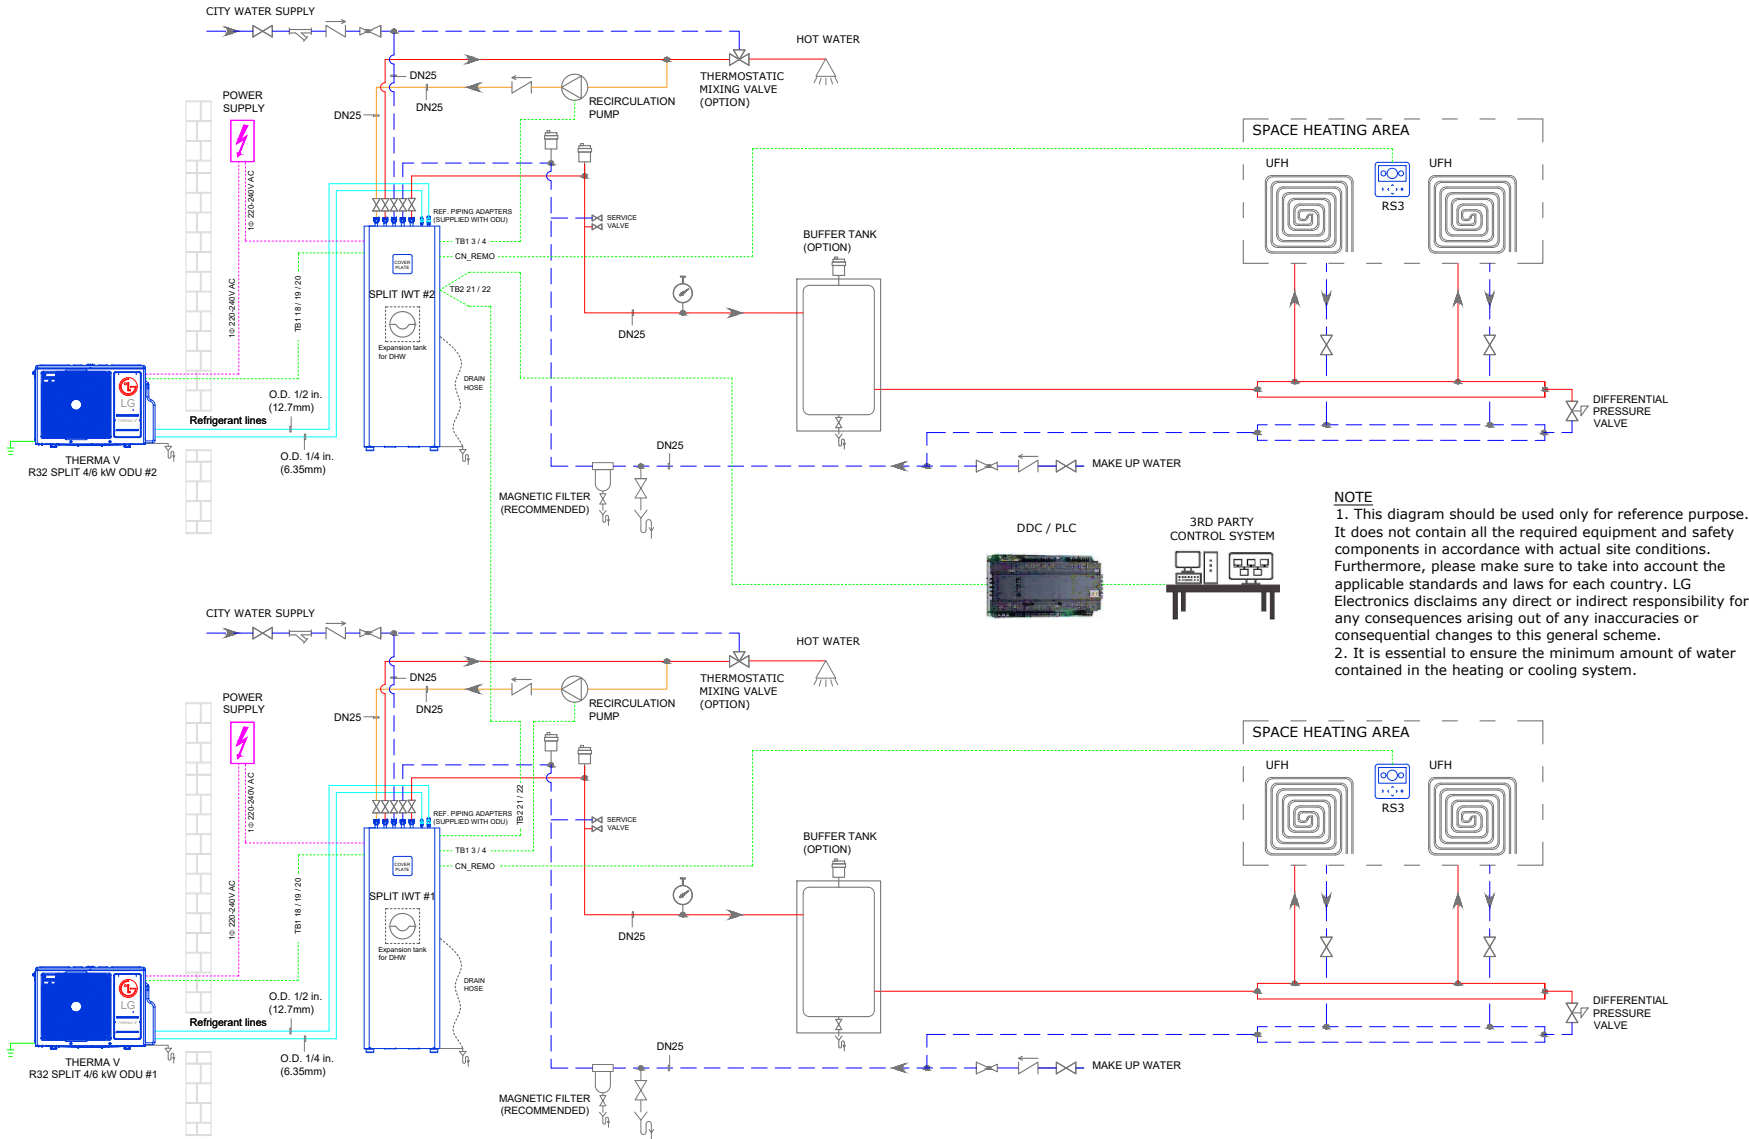 CITY WATER SUPPLY
HOT WATER
DN25
DN25
DN25
THERMOSTATIC
MIXING VALVE
(OPTION)
RECIRCULATION
PUMP
POWER
SUPPLY
1Φ 220-240V AC
1Φ 220-240V AC
TB1 18 / 19 / 20
REF. PIPING ADAPTERS
(SUPPLIED WITH ODU)
TB1 3 / 4
CN_REMO
TB2 21 / 22
COVER
PLATE
SPLIT IWT #2
Expansion tank
for DHW
DRAIN
HOSE
SERVICE
VALVE
DN25
BUFFER TANK
(OPTION)
SPACE HEATING AREA
UFH
UFH
RS3
DIFFERENTIAL
PRESSURE
VALVE
LG
THERMA V
O.D. 1/2 in.
(12.7mm)
Refrigerant lines
O.D. 1/4 in.
(6.35mm)
THERMA V
R32 SPLIT 4/6 kW ODU #2
DN25
MAGNETIC FILTER
(RECOMMENDED)
MAKE UP WATER
DDC / PLC
3RD PARTY
CONTROL SYSTEM
NOTE
1. This diagram should be used only for reference purpose.
It does not contain all the required equipment and safety
components in accordance with actual site conditions.
Furthermore, please make sure to take into account the
applicable standards and laws for each country. LG
Electronics disclaims any direct or indirect responsibility for
any consequences arising out of any inaccuracies or
consequential changes to this general scheme.
2. It is essential to ensure the minimum amount of water
contained in the heating or cooling system.
CITY WATER SUPPLY
HOT WATER
DN25
DN25
DN25
THERMOSTATIC
MIXING VALVE
(OPTION)
RECIRCULATION
PUMP
POWER
SUPPLY
1Φ 220-240V AC
1Φ 220-240V AC
TB1 18 / 19 / 20
REF. PIPING ADAPTERS
(SUPPLIED WITH ODU)
TB2 21 / 22
TB1 3 / 4
CN_REMO
COVER
PLATE
SPLIT IWT #1
Expansion tank
for DHW
DRAIN
HOSE
SERVICE
VALVE
DN25
BUFFER TANK
(OPTION)
SPACE HEATING AREA
UFH
UFH
RS3
DIFFERENTIAL
PRESSURE
VALVE
LG
THERMA V
O.D. 1/2 in.
(12.7mm)
Refrigerant lines
O.D. 1/4 in.
(6.35mm)
THERMA V
R32 SPLIT 4/6 kW ODU #1
DN25
MAGNETIC FILTER
(RECOMMENDED)
MAKE UP WATER